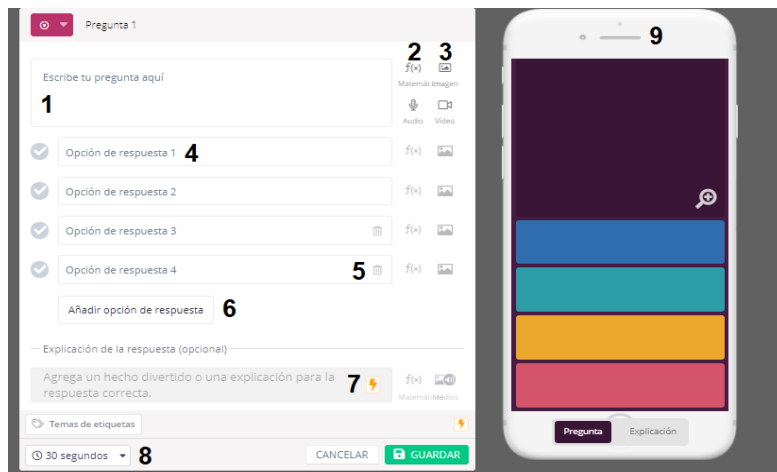 Pregunta 1
9
2 3
f(x)
Escribe tu pregunta aquí
Matemáti Imagen
1
Audio Vídeo
Opción de respuesta 1 4 f(x)
Opción de respuesta 2 f(x)
Opción de respuesta 3 f(x)
Opción de respuesta 4 5 f(x)
Añadir opción de respuesta 6
Explicación de la respuesta (opcional)
Agrega un hecho divertido o una explicación para la
respuesta correcta.
7 f(x)
Matemáti Medios
Temas de etiquetas
30 segundos 8 CANCELAR GUARDAR
Pregunta Explicación